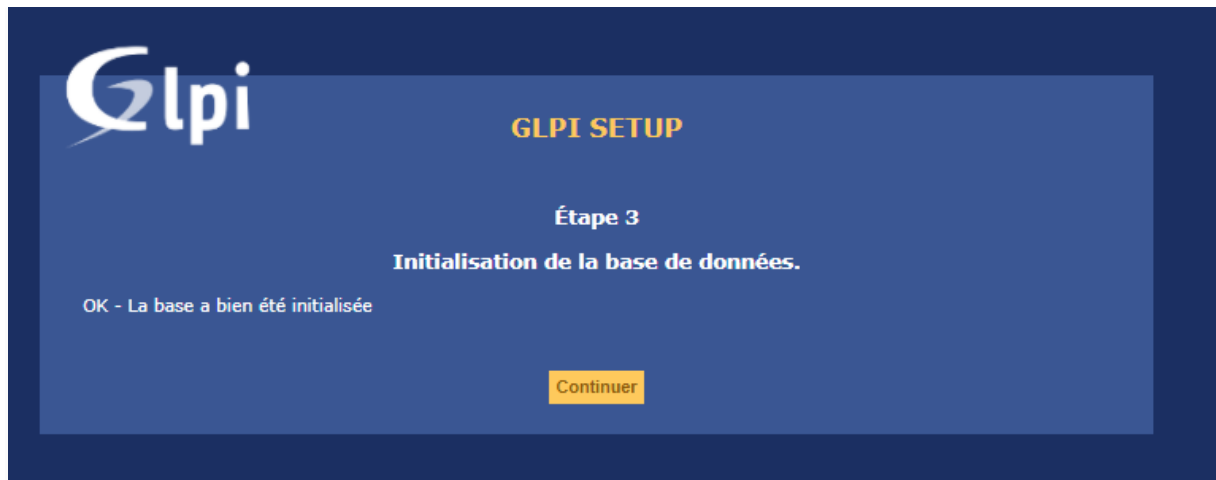 Glpi
GLPI SETUP
Étape 3
Initialisation de la base de données.
OK - La base a bien été initialisée
Continuer